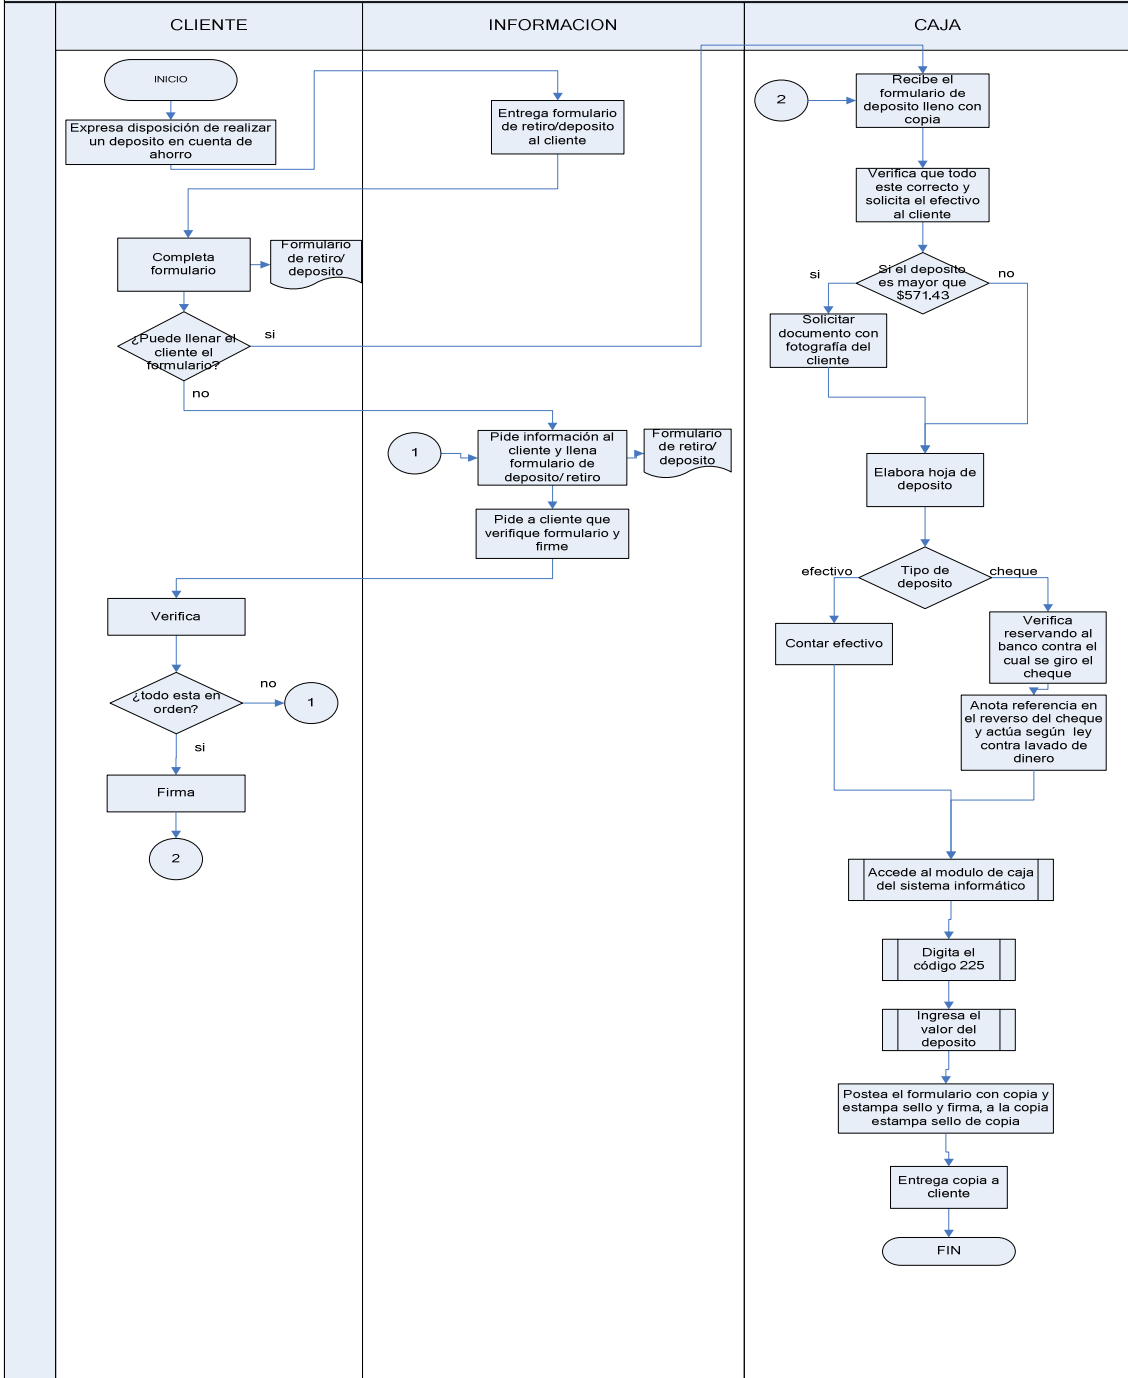 CLIENTE
INFORMACION
CAJA
INICIO
Expresa disposición de realizar
un deposito en cuenta de
ahorro
Entrega formulario
de retiro/deposito
al cliente
Completa
formulario
Formulario
de retiro/
deposito
¿Puede llenar el
cliente el
formulario?
si
no
1
Pide información al
cliente y llena
formulario de
deposito/ retiro
Formulario
de retiro/
deposito
Pide a cliente que
verifique formulario y
firme
Verifica
¿todo esta en
orden?
no
1
si
Firma
2
2
Recibe el
formulario de
deposito lleno con
copia
Verifica que todo
este correcto y
solicita el efectivo
al cliente
Si el deposito
es mayor que
$571.43
si
no
Solicitar
documento con
fotografía del
cliente
Elabora hoja de
deposito
Tipo de
deposito
efectivo
cheque
Contar efectivo
Verifica
reservando al
banco contra el
cual se giro el
cheque
Anota referencia en
el reverso del cheque
y actúa según ley
contra lavado de
dinero
Accede al modulo de caja
del sistema informático
Digita el
código 225
Ingresa el
valor del
deposito
Postea el formulario con copia y
estampa sello y firma, a la copia
estampa sello de copia
Entrega copia a
cliente
FIN